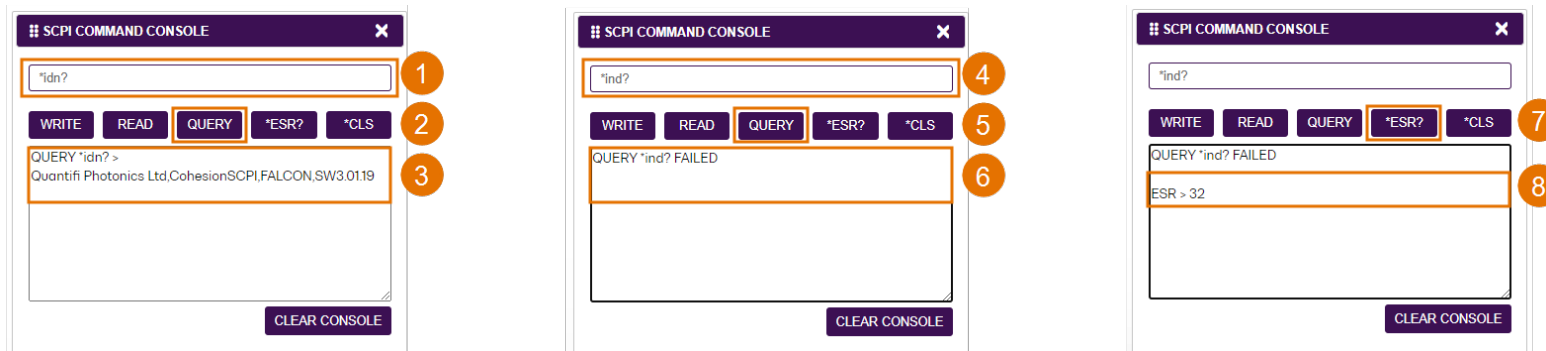 SCPI COMMAND CONSOLE
*idn?
1
WRITE READ QUERY *ESR? *CLS
2
QUERY *idn? >
Quantifi Photonics Ltd,CohesionSCPI,FALCON,SW3.01.19
3
CLEAR CONSOLE
SCPI COMMAND CONSOLE
*ind?
4
WRITE READ QUERY *ESR? *CLS
5
QUERY *ind? FAILED
6
CLEAR CONSOLE
SCPI COMMAND CONSOLE
*ind?
WRITE READ QUERY *ESR? *CLS
7
QUERY *ind? FAILED
ESR > 32
8
CLEAR CONSOLE